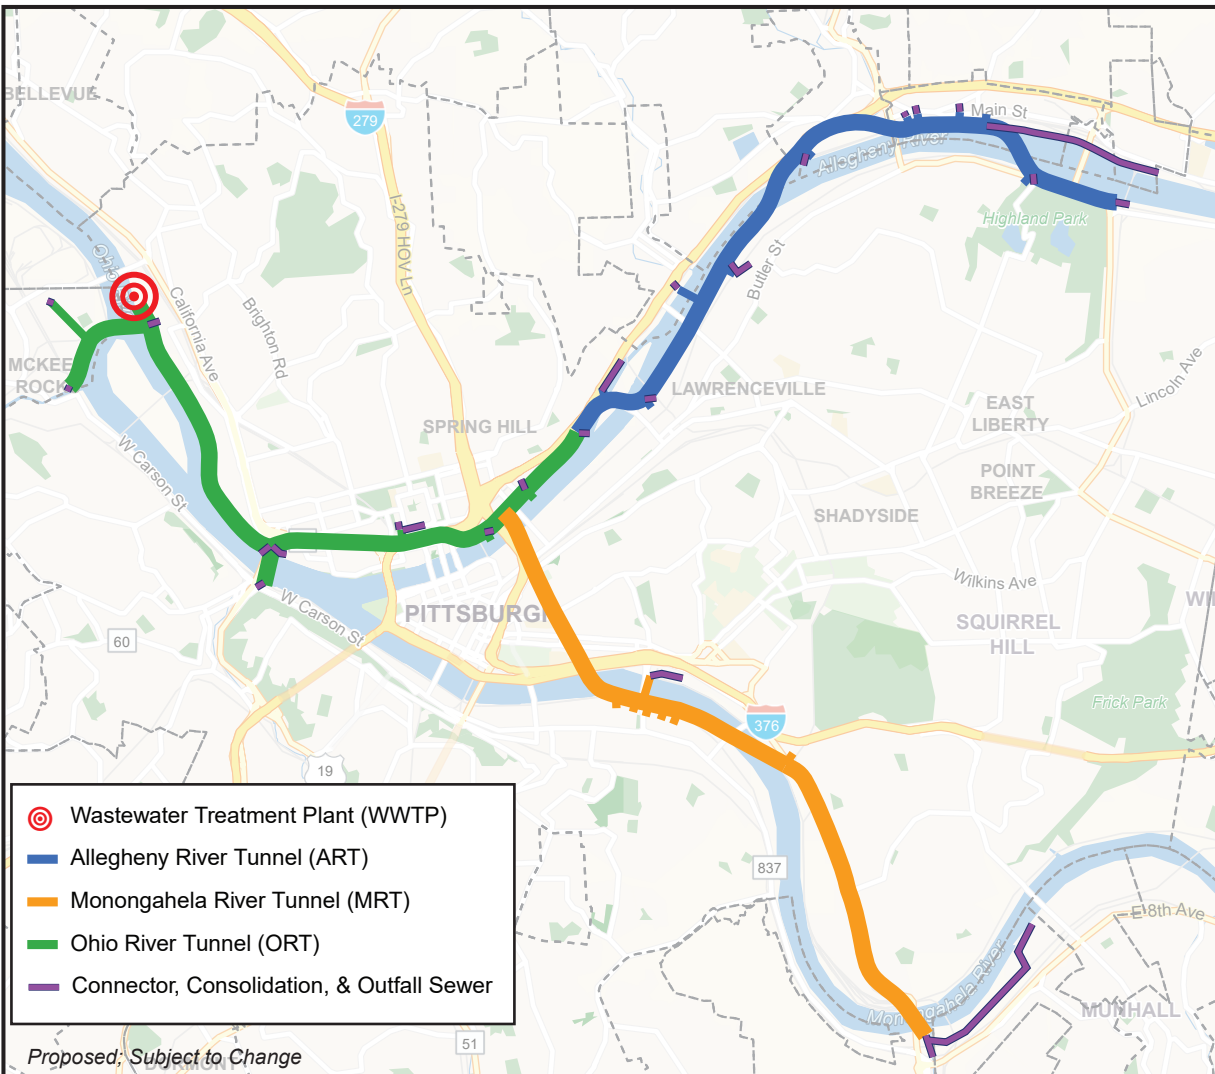 BELLEVUE
279
Main St
Allegheny River
I-279 HOV Ln
Highland Park
Butler St
California Ave
Brighton Rd
MCKEE
ROCK
Lincoln Ave
LAWRENCEVILLE
EAST
LIBERTY
SPRING HILL
W Carson St
POINT
BREEZE
SHADYSIDE
Wilkins Ave
W Carson St
PITTSBURGH
SQUIRREL
HILL
60
Frick Park
376
19
Wastewater Treatment Plant (WWTP)
Allegheny River Tunnel (ART)
Monongahela River Tunnel (MRT)
Ohio River Tunnel (ORT)
Connector, Consolidation, & Outfall Sewer
837
E 8th Ave
Monongahela River
MUNHALL
51
Proposed; Subject to Change
DORMONT